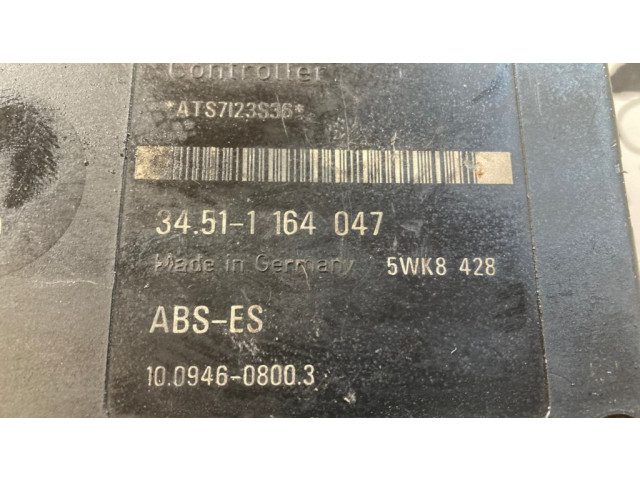 Controller
*ATS7I23S36*
34.51-1 164 047
Made in Germany 5WK8 428
ABS-ES
10.0946-0800.3